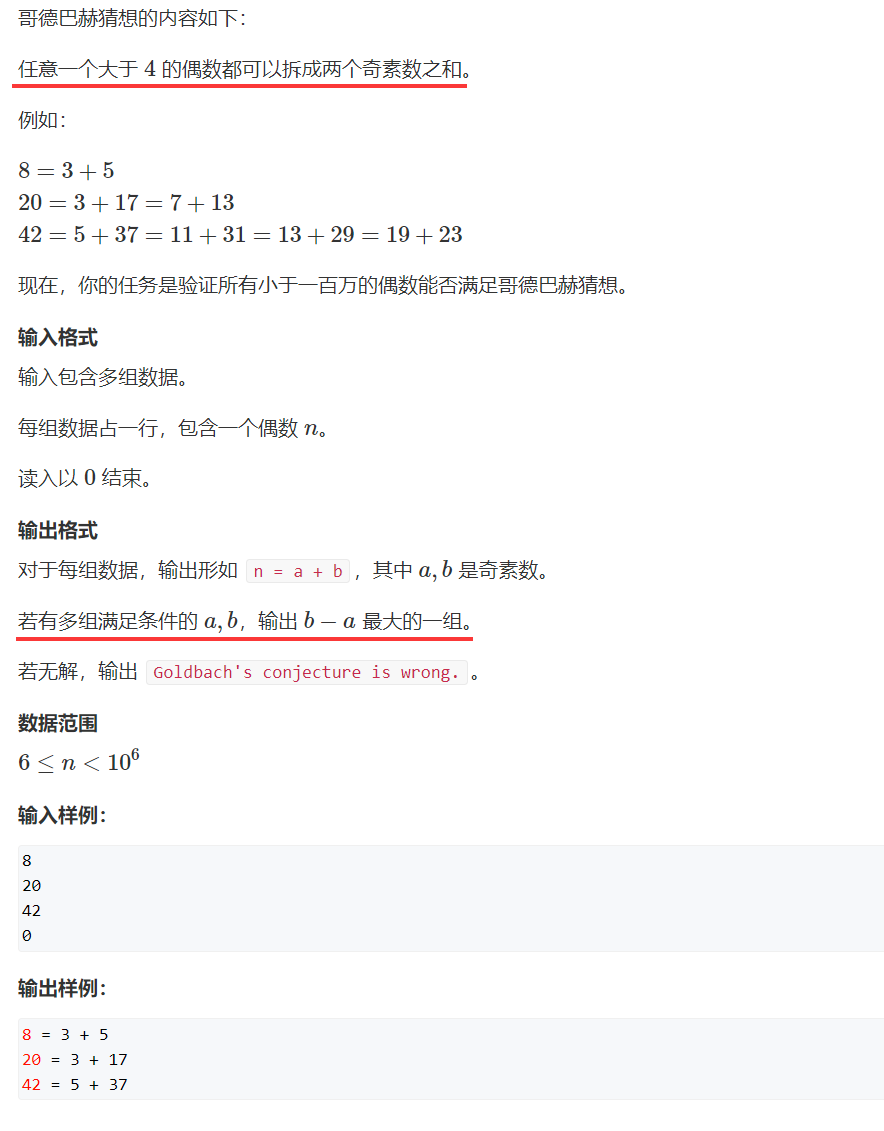 哥德巴赫猜想的内容如下：
任意一个大于 4 的偶数都可以拆成两个奇素数之和。
例如：
8 = 3 + 5
20 = 3 + 17 = 7 + 13
42 = 5 + 37 = 11 + 31 = 13 + 29 = 19 + 23
现在，你的任务是验证所有小于一百万的偶数能否满足哥德巴赫猜想。
输入格式
输入包含多组数据。
每组数据占一行，包含一个偶数 n。
读入以 0 结束。
输出格式
对于每组数据，输出形如 n = a + b，其中 a, b 是奇素数。
若有多组满足条件的 a, b，输出 b − a 最大的一组。
若无解，输出 Goldbach's conjecture is wrong.。
数据范围
6 ≤ n < 10⁶
输入样例：
8
20
42
0
输出样例：
8 = 3 + 5
20 = 3 + 17
42 = 5 + 37